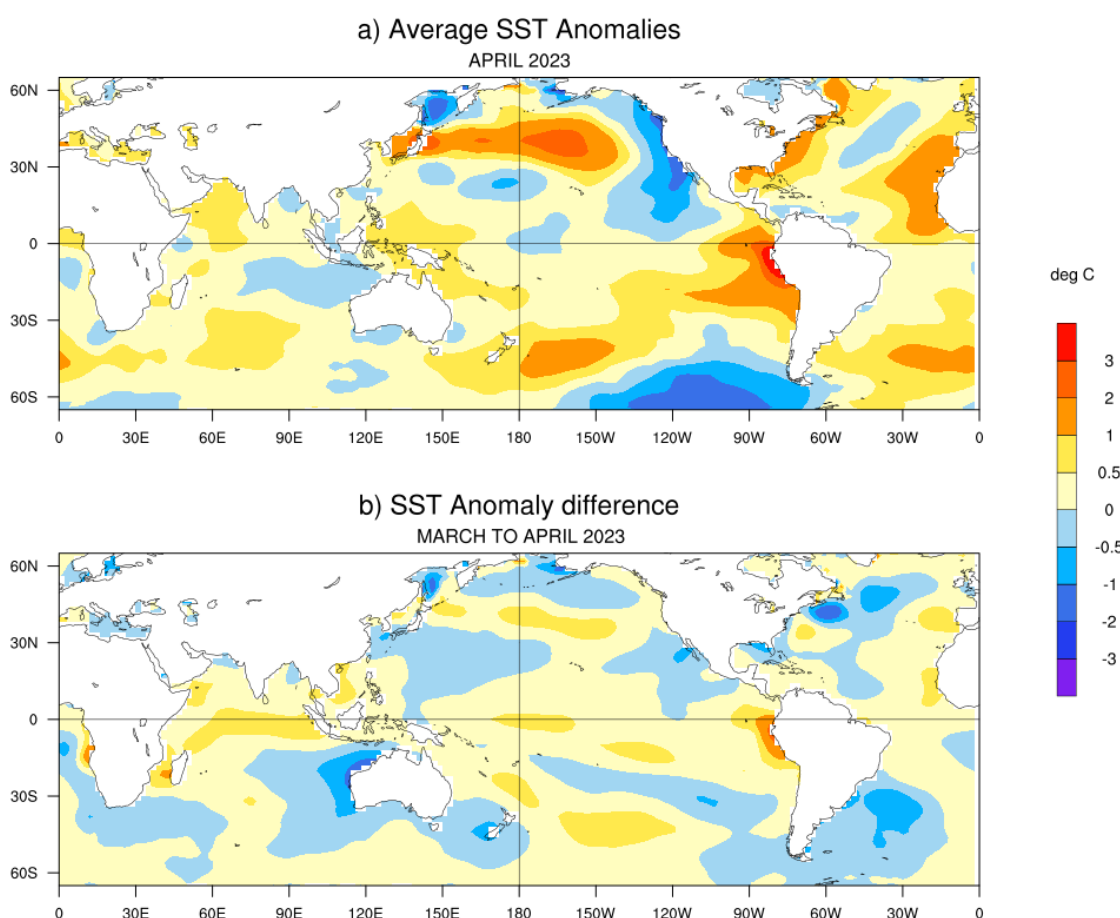 a) Average SST Anomalies
APRIL 2023
60N
30N
0
30S
60S
0 30E 60E 90E 120E 150E 180 150W 120W 90W 60W 30W 0
deg C
3
2
1
0.5
0
-0.5
-1
-2
-3
b) SST Anomaly difference
MARCH TO APRIL 2023
60N
30N
0
30S
60S
0 30E 60E 90E 120E 150E 180 150W 120W 90W 60W 30W 0